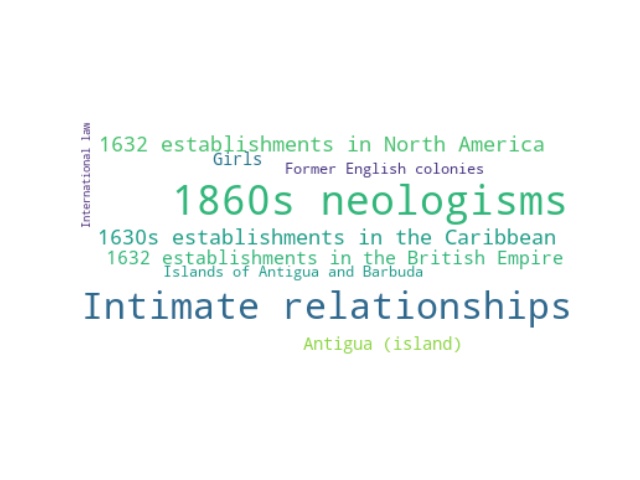 International law
1632 establishments in North America
Girls
Former English colonies
1860s neologisms
1630s establishments in the Caribbean
1632 establishments in the British Empire
Islands of Antigua and Barbuda
Intimate relationships
Antigua (island)